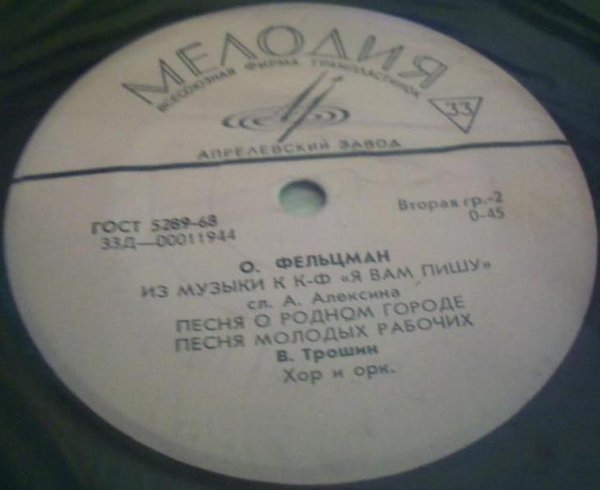 МЕЛОДИЯ
ВСЕСОЮЗНАЯ ФИРМА ГРАМПЛАСТИНОК
33
АПРЕЛЕВСКИЙ ЗАВОД
ГОСТ 5289-68
33Д—00011944
Вторая гр.-2
0-45
О. ФЕЛЬЦМАН
ИЗ МУЗЫКИ К К-Ф «Я ВАМ ПИШУ»
сл. А. Алексина
ПЕСНЯ О РОДНОМ ГОРОДЕ
ПЕСНЯ МОЛОДЫХ РАБОЧИХ
В. Трошин
Хор и орк.